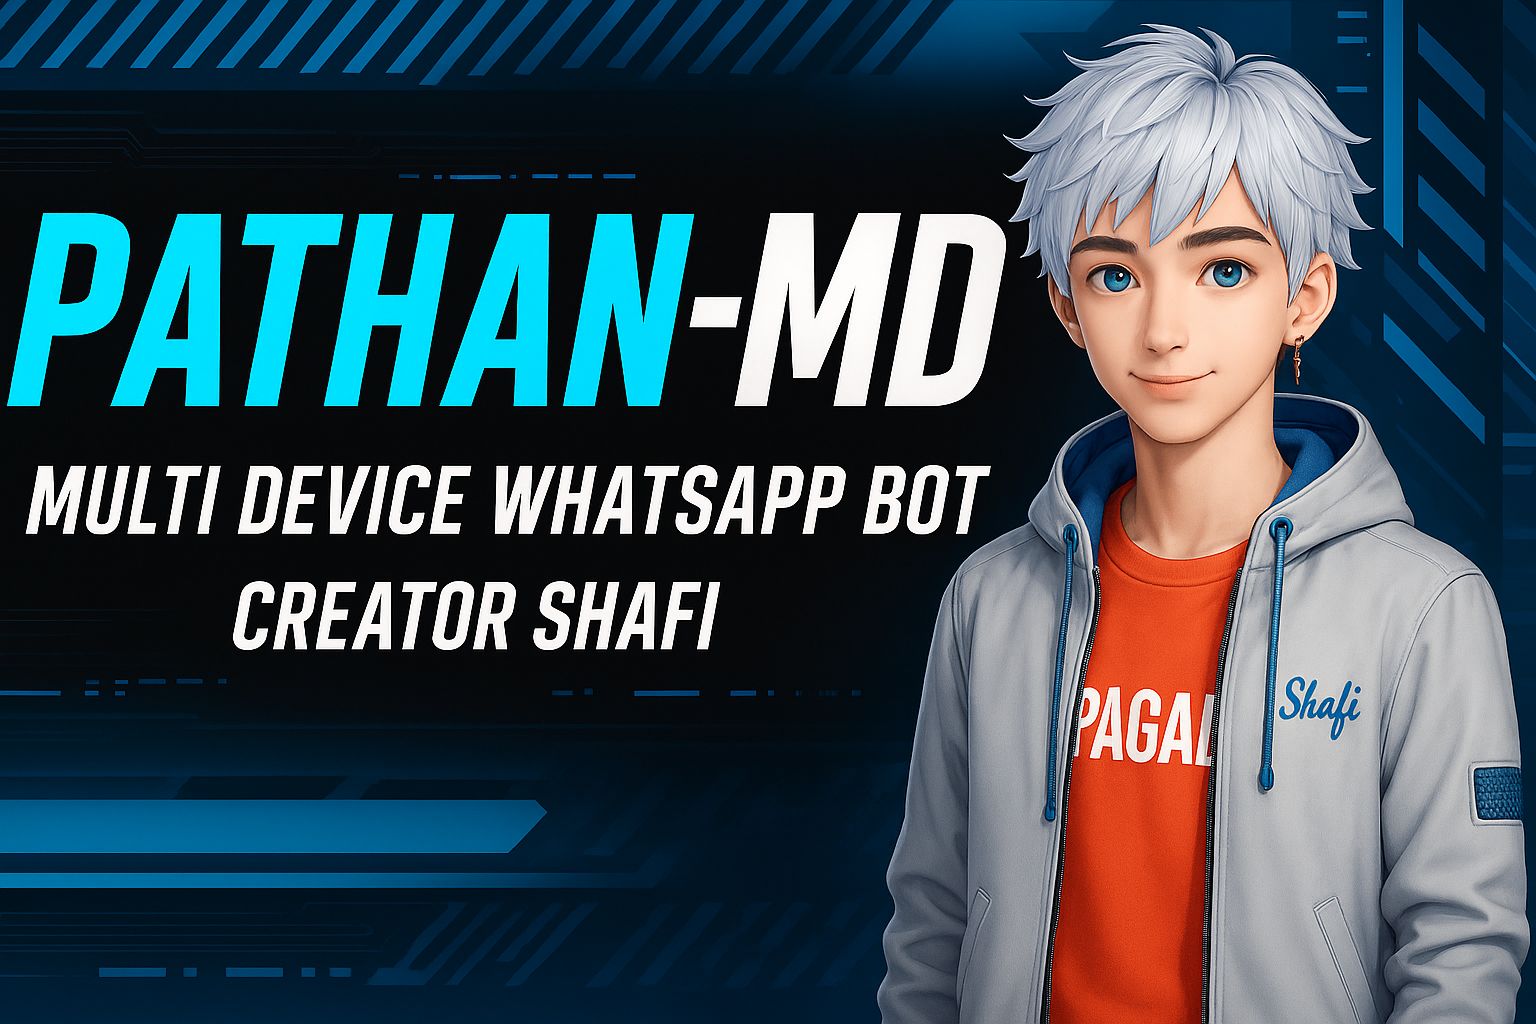 PATHAN-MD
MULTI DEVICE WHATSAPP BOT
CREATOR SHAFI
PAGAL
Shafi